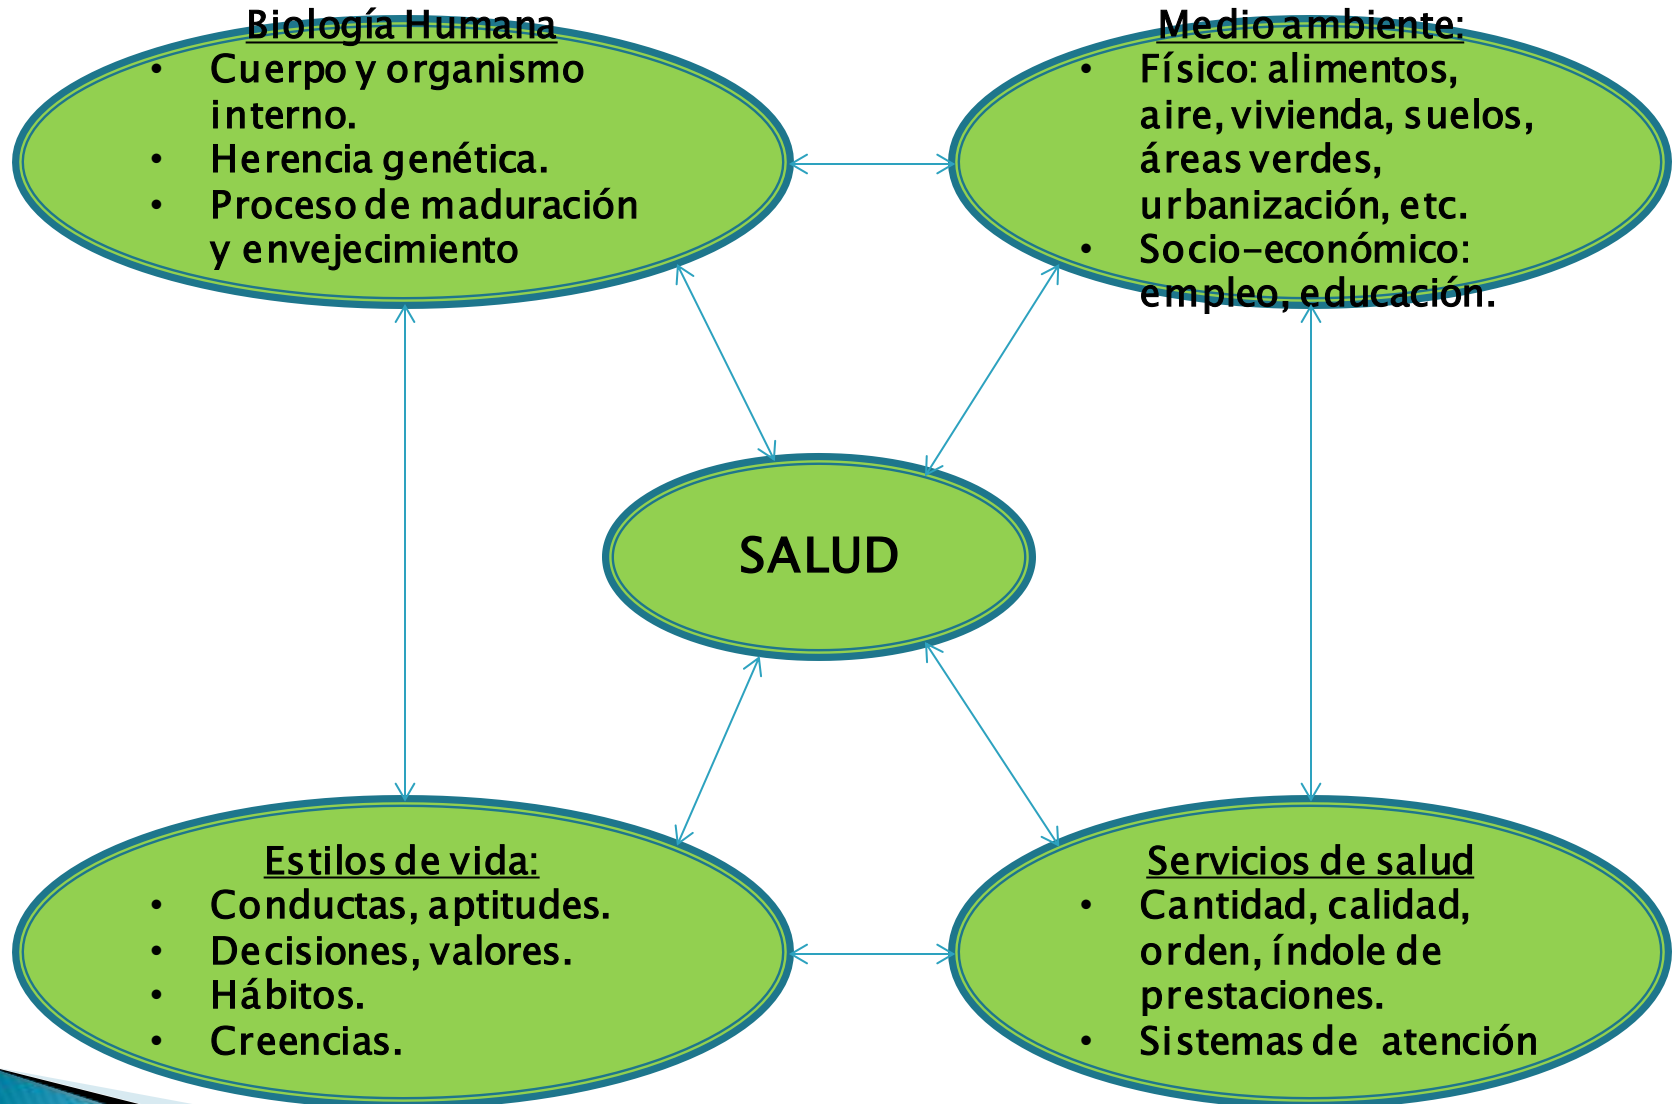 Biología Humana
• Cuerpo y organismo
interno.
• Herencia genética.
• Proceso de maduración
y envejecimiento
Medio ambiente:
• Físico: alimentos,
aire, vivienda, suelos,
áreas verdes,
urbanización, etc.
• Socio-económico:
empleo, educación.
SALUD
Estilos de vida:
• Conductas, aptitudes.
• Decisiones, valores.
• Hábitos.
• Creencias.
Servicios de salud
• Cantidad, calidad,
orden, índole de
prestaciones.
• Sistemas de atención